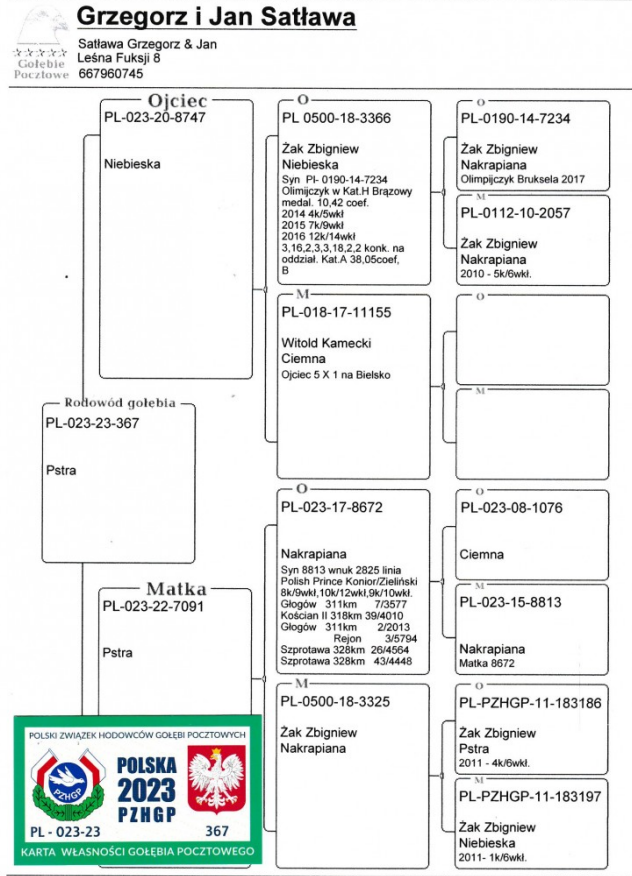 Grzegorz i Jan Satława
Satława Grzegorz & Jan
Leśna Fuksji 8
667960745
Gołebie
Pocztowe
Ojciec
PL-023-20-8747
Niebieska
O
PL 0500-18-3366
Żak Zbigniew
Niebieska
Syn PI- 0190-14-7234
Olimijczyk w Kat.H Brązowy
medal. 10,42 coef.
2014 4k/5wkł
2015 7k/9wkł
2016 12k/14wkł
3,16,2,3,3,18,2,2 konk. na
oddział. Kat.A 38,05coef,
B
O
PL-0190-14-7234
Żak Zbigniew
Nakrapiana
Olimpijczyk Bruksela 2017
M
PL-0112-10-2057
Żak Zbigniew
Nakrapiana
2010 - 5k/6wkł.
M
PL-018-17-11155
Witold Kamecki
Ciemna
Ojciec 5 X 1 na Bielsko
O
M
Rodowód gołebia
PL-023-23-367
Pstra
Matka
PL-023-22-7091
Pstra
O
PL-023-17-8672
Nakrapiana
Syn 8813 wnuk 2825 linia
Polish Prince Konior/Zieliński
8k/9wkł,10k/12wkł,9k/10wkł.
Głogów 311km 7/3577
Kościan II 318km 39/4010
Głogów 311km 2/2013
Rejon 3/5794
Szprotawa 328km 26/4564
Szprotawa 328km 43/4448
O
PL-023-08-1076
Ciemna
M
PL-023-15-8813
Nakrapiana
Matka 8672
M
PL-0500-18-3325
Żak Zbigniew
Nakrapiana
O
PL-PZHGP-11-183186
Żak Zbigniew
Pstra
2011 - 4k/6wkł.
M
PL-PZHGP-11-183197
Żak Zbigniew
Niebieska
2011- 1k/6wkł.
POLSKI ZWIĄZEK HODOWCÓW GOŁĘBI POCZTOWYCH
PZHGP
POLSKA
2023
PZHGP
PL - 023-23
367
KARTA WŁASNOŚCI GOŁĘBIA POCZTOWEGO